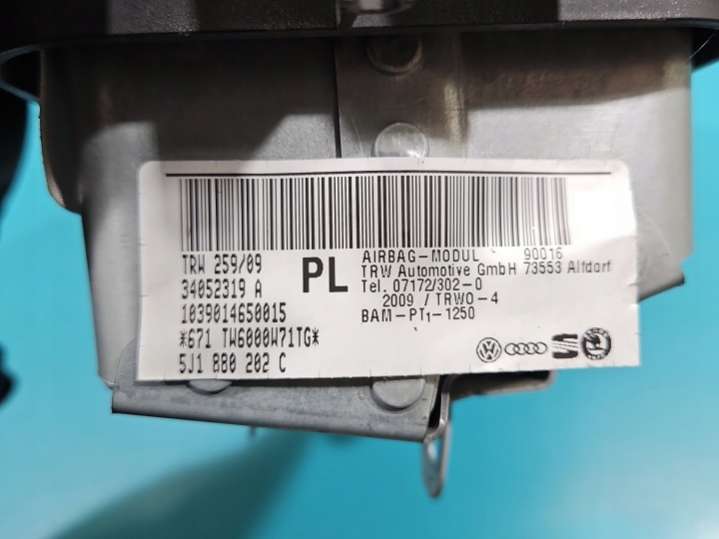 TRW 259/09
34052319 A
1039014650015
*671 TW6000W71TG*
5J1 880 202 C
PL
AIRBAG-MODUL 90016
TRW Automotive GmbH 73553 Alfdorf
Tel. 07172/302-0
2009 / TRWO-4
BAM-PT1-1250